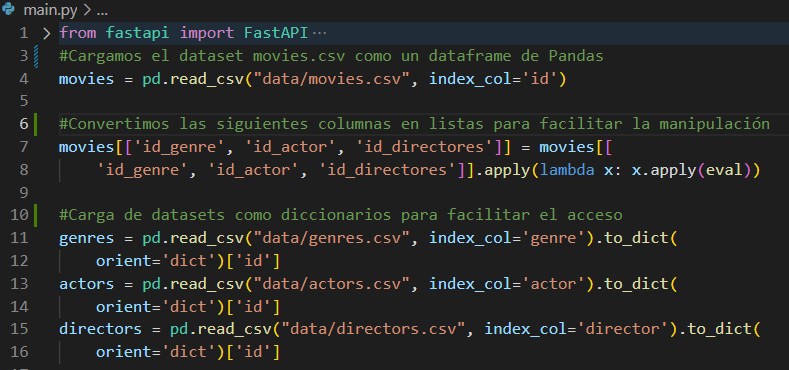 main.py > ...
1 > from fastapi import FastAPI ...
3 #Cargamos el dataset movies.csv como un dataframe de Pandas
4 movies = pd.read_csv("data/movies.csv", index_col='id')
5
6 #Convertimos las siguientes columnas en listas para facilitar la manipulación
7 movies[['id_genre', 'id_actor', 'id_directores']] = movies[[
8     'id_genre', 'id_actor', 'id_directores']].apply(lambda x: x.apply(eval))
9
10 #Carga de datasets como diccionarios para facilitar el acceso
11 genres = pd.read_csv("data/genres.csv", index_col='genre').to_dict(
12     orient='dict')['id']
13 actors = pd.read_csv("data/actors.csv", index_col='actor').to_dict(
14     orient='dict')['id']
15 directors = pd.read_csv("data/directors.csv", index_col='director').to_dict(
16     orient='dict')['id']